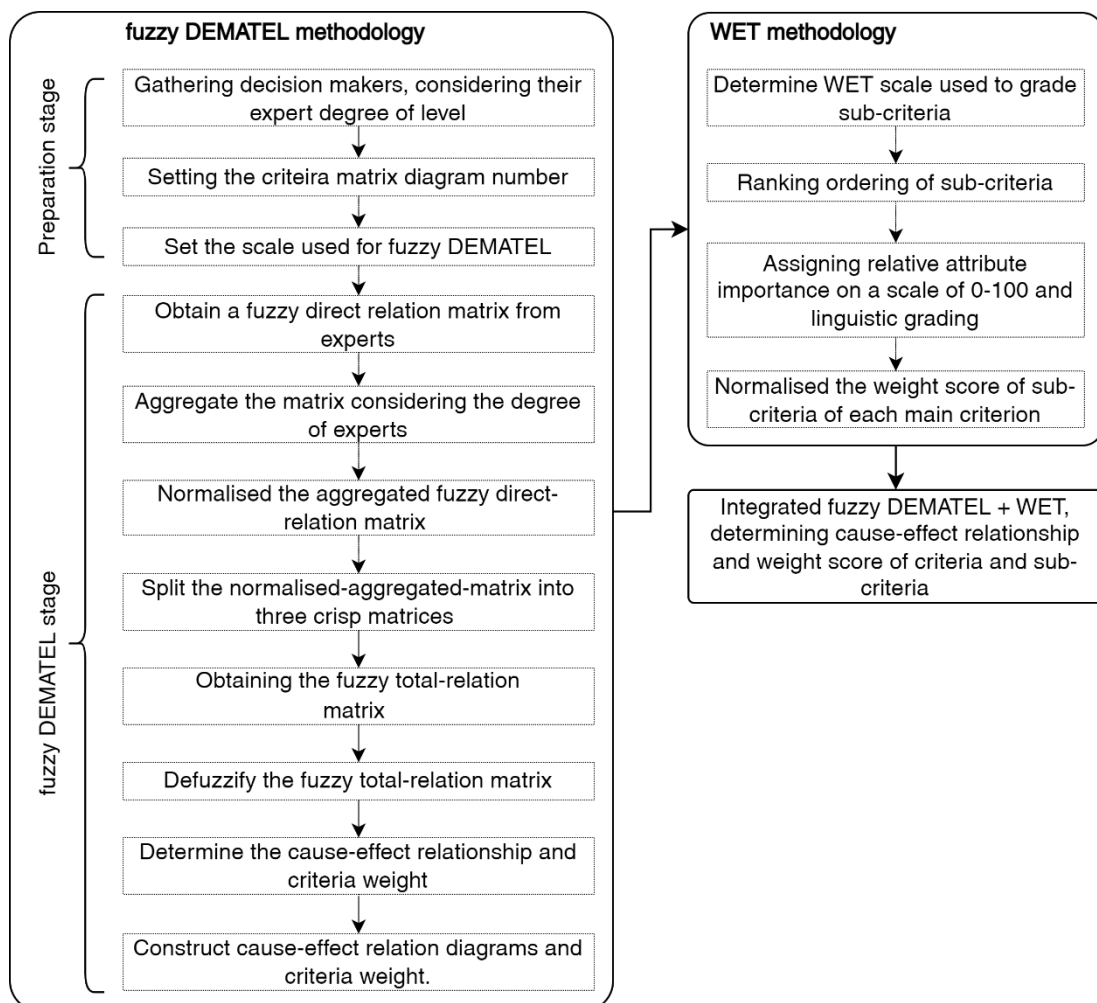 fuzzy DEMATEL methodology
Preparation stage
Gathering decision makers, considering their
expert degree of level
Setting the criteira matrix diagram number
Set the scale used for fuzzy DEMATEL
fuzzy DEMATEL stage
Obtain a fuzzy direct relation matrix from
experts
Aggregate the matrix considering the degree
of experts
Normalised the aggregated fuzzy direct-
relation matrix
Split the normalised-aggregated-matrix into
three crisp matrices
Obtaining the fuzzy total-relation
matrix
Defuzzify the fuzzy total-relation matrix
Determine the cause-effect relationship and
criteria weight
Construct cause-effect relation diagrams and
criteria weight.
WET methodology
Determine WET scale used to grade
sub-criteria
Ranking ordering of sub-criteria
Assigning relative attribute
importance on a scale of 0-100 and
linguistic grading
Normalised the weight score of sub-
criteria of each main criterion
Integrated fuzzy DEMATEL + WET,
determining cause-effect relationship
and weight score of criteria and sub-
criteria